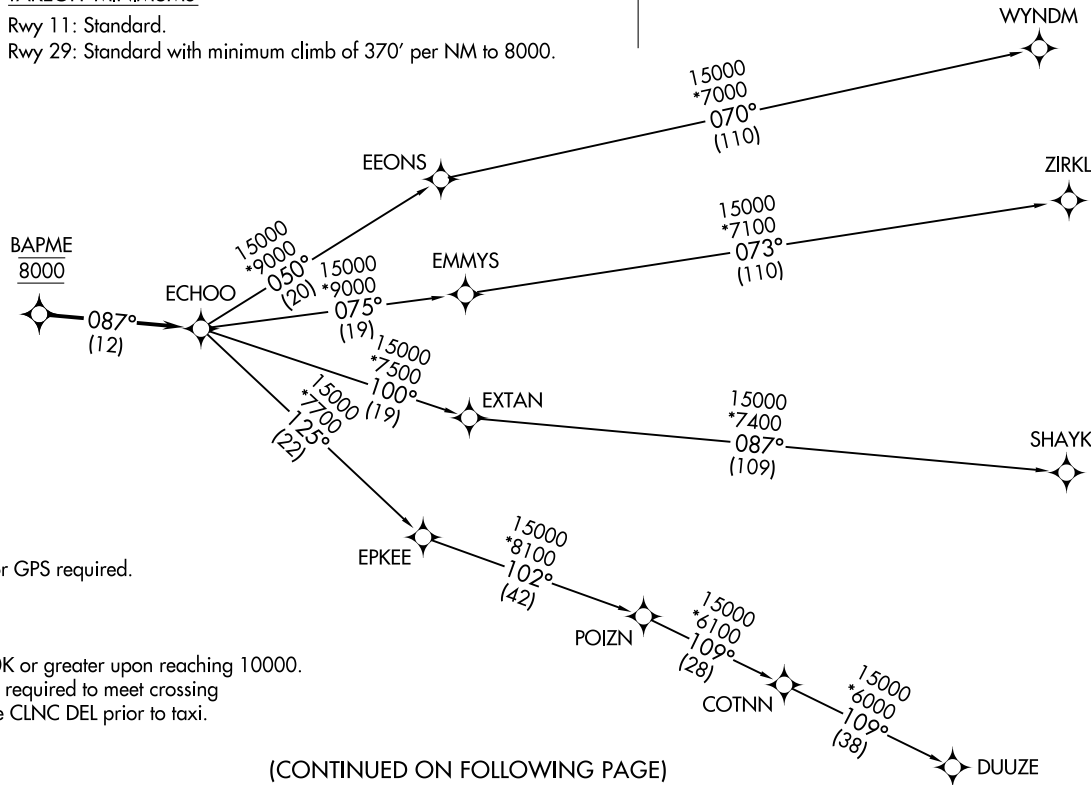 TAKEOFF MINIMUMS
Rwy 11: Standard.
Rwy 29: Standard with minimum climb of 370' per NM to 8000.
WYNDM
15000
*7000
070°
(110)
EEONS
ZIRKL
15000
*7100
073°
(110)
BAPME
8000
15000
*9000
050°
(20)
15000
*9000
075°
(19)
EMMYS
ECHOO
087°
(12)
15000
*7500
100°
(19)
15000
*7700
125°
(22)
EXTAN
15000
*7400
087°
(109)
SHAYK
EPKEE
15000
*8100
102°
(42)
r GPS required.
POIZN
15000
*6100
109°
(28)
0K or greater upon reaching 10000.
required to meet crossing
e CLNC DEL prior to taxi.
COTNN
15000
*6000
109°
(38)
DUUZE
(CONTINUED ON FOLLOWING PAGE)